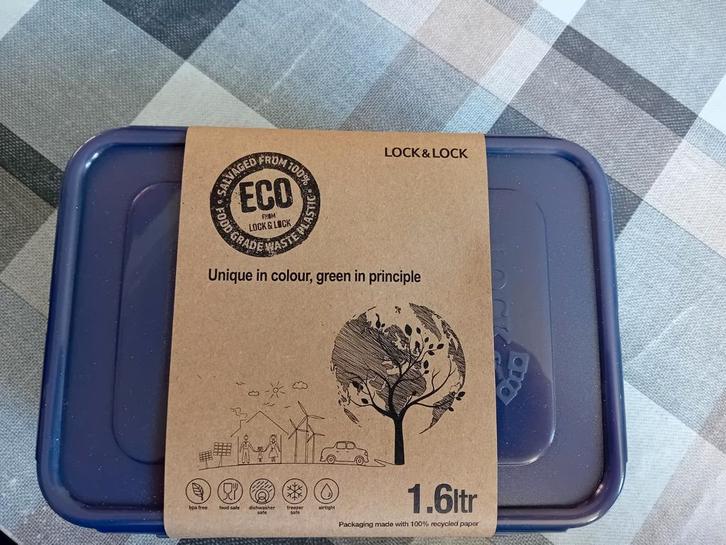 LOCK&LOCK
SALVAGED FROM 100%
FOOD GRADE WASTE PLASTIC
ECO
FROM
LOCK & LOCK
Unique in colour, green in principle
bpa free
food safe
dishwasher safe
freezer safe
airtight
1.6ltr
Packaging made with 100% recycled paper